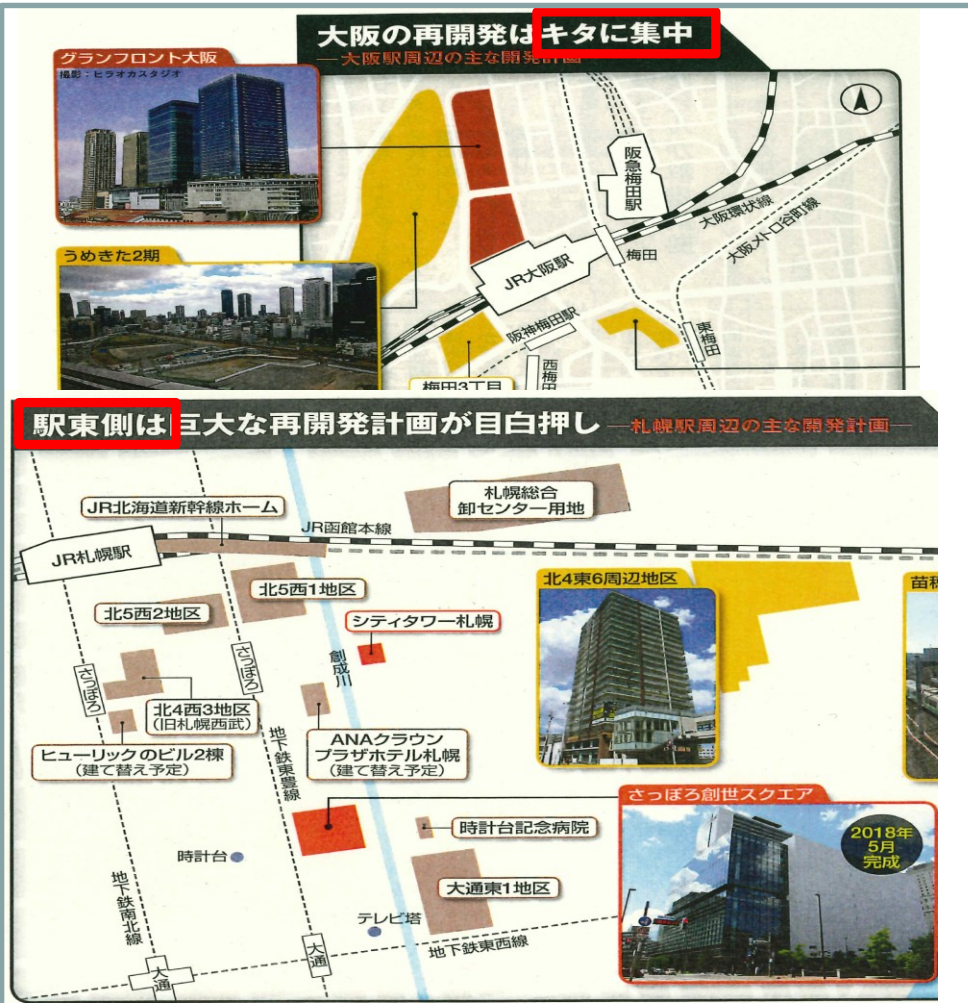 大阪の再開発はキタに集中
—大阪駅周辺の主な開発計画
グランフロント大阪
撮影：ヒラオカスタジオ
阪急梅田駅
大阪環状線
大阪メトロ谷町線
梅田
JR大阪駅
うめきた2期
阪神梅田駅
東梅田
西梅田
梅田3丁目
駅東側は巨大な再開発計画が目白押し —札幌駅周辺の主な開発計画—
JR北海道新幹線ホーム
札幌総合
卸センター用地
JR函館本線
JR札幌駅
北4東6周辺地区
苗穂
北5西1地区
北5西2地区
シティタワー札幌
創成川
さっぽろ
さっぽろ
北4西3地区
(旧札幌西武)
ヒューリックのビル2棟
(建て替え予定)
地下鉄東豊線
ANAクラウン
プラザホテル札幌
(建て替え予定)
さっぽろ創世スクエア
2018年
5月
完成
時計台記念病院
時計台
大通東1地区
地下鉄南北線
テレビ塔
地下鉄東西線
大通
大通